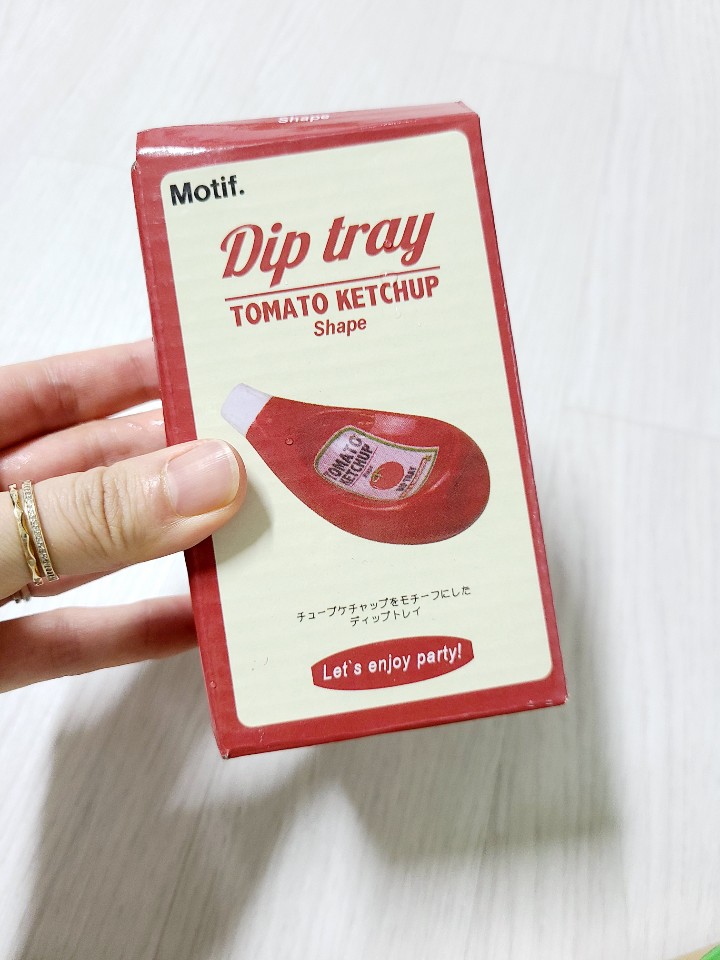 Shape
Motif.
Dip tray
TOMATO KETCHUP
Shape
TOMATO
KETCHUP
チューブケチャップをモチーフにした
ディップトレイ
Let`s enjoy party!